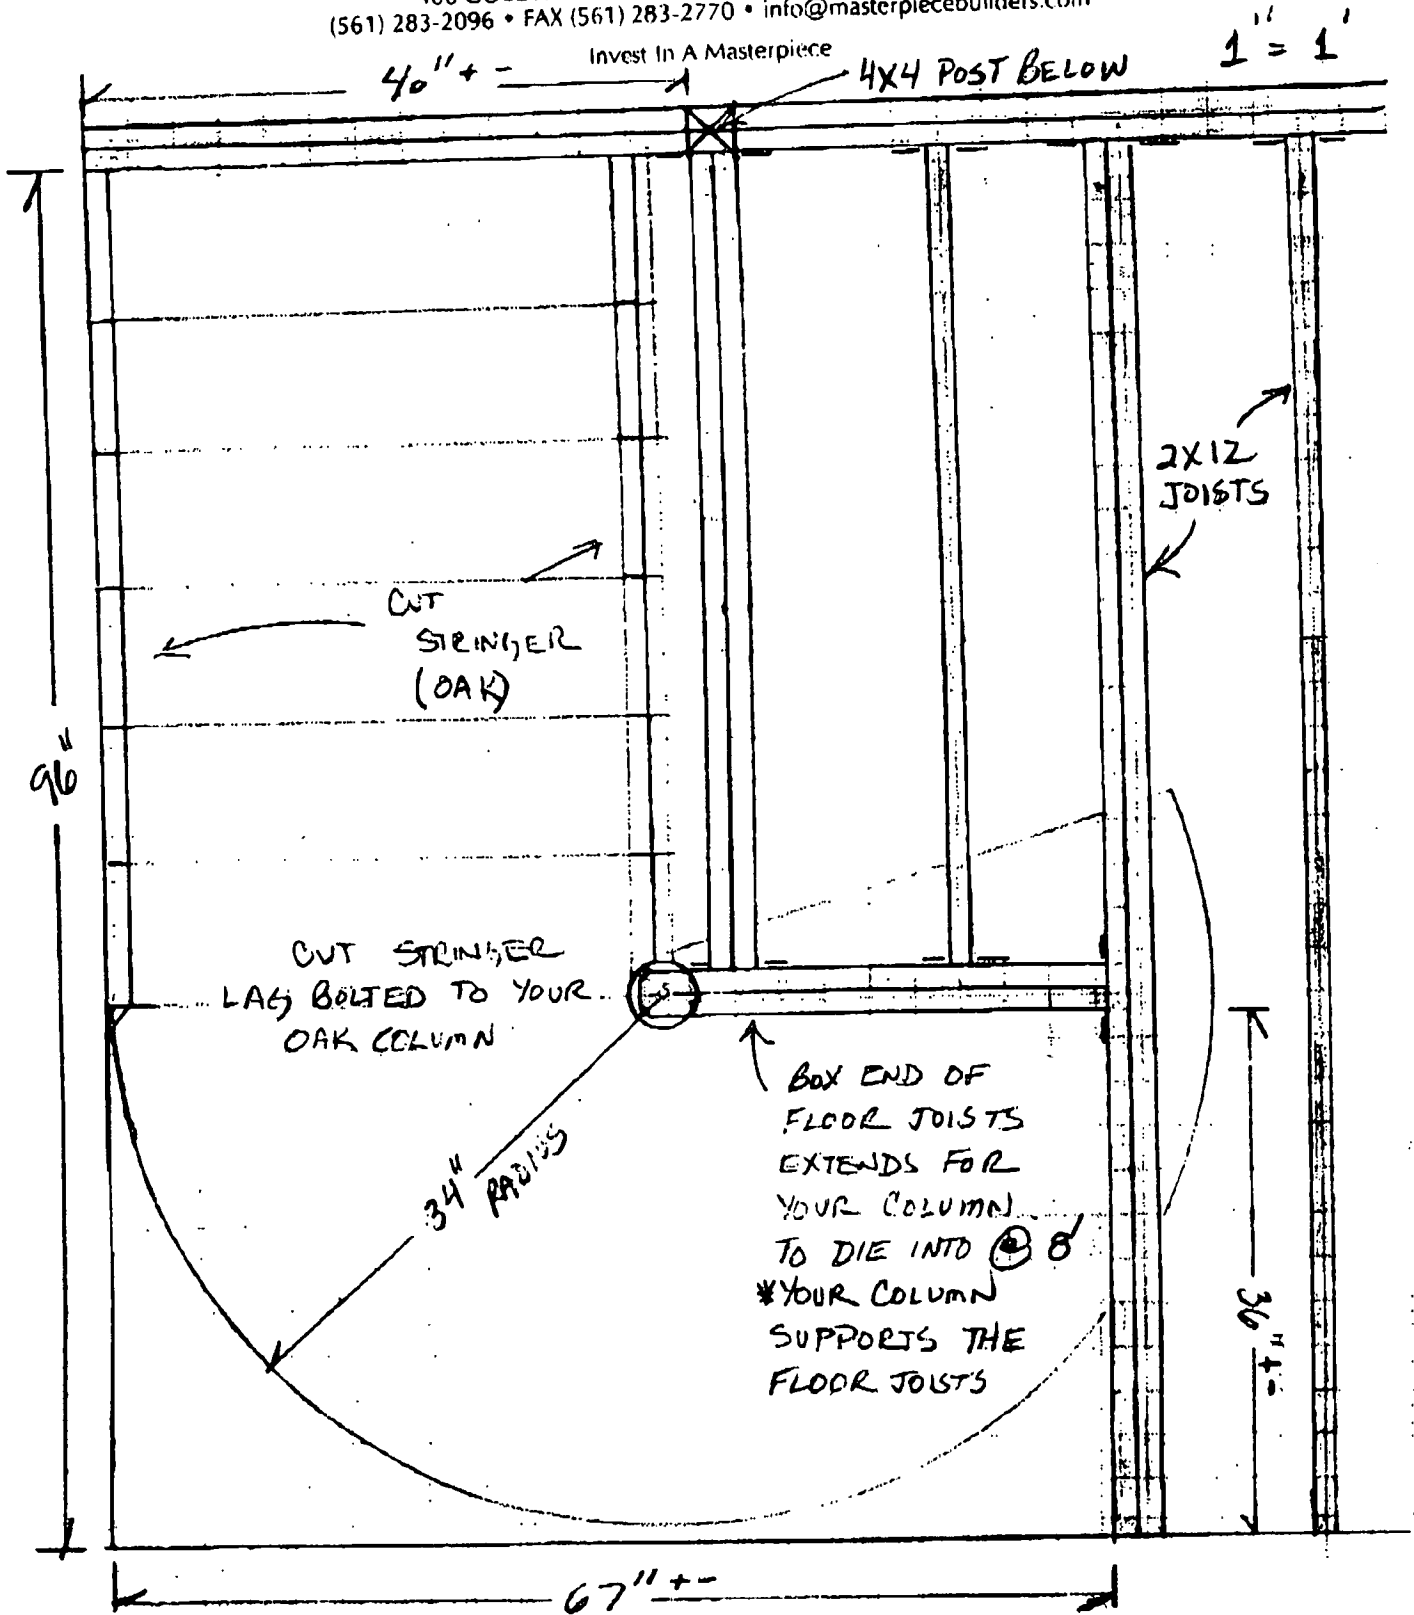 (561) 283-2096 • FAX (561) 283-2770 • info@masterpiecebuilders.com
Invest In A Masterpiece
1" = 1'
40" + -
4X4 POST BELOW
2X12
JOISTS
CUT
STRINGER
(OAK)
96"
CUT STRINGER
LAG BOLTED TO YOUR
OAK COLUMN
34" RADIUS
BOX END OF
FLOOR JOISTS
EXTENDS FOR
YOUR COLUMN
TO DIE INTO @ 8'
*YOUR COLUMN
SUPPORTS THE
FLOOR JOISTS
36" + -
67" + -